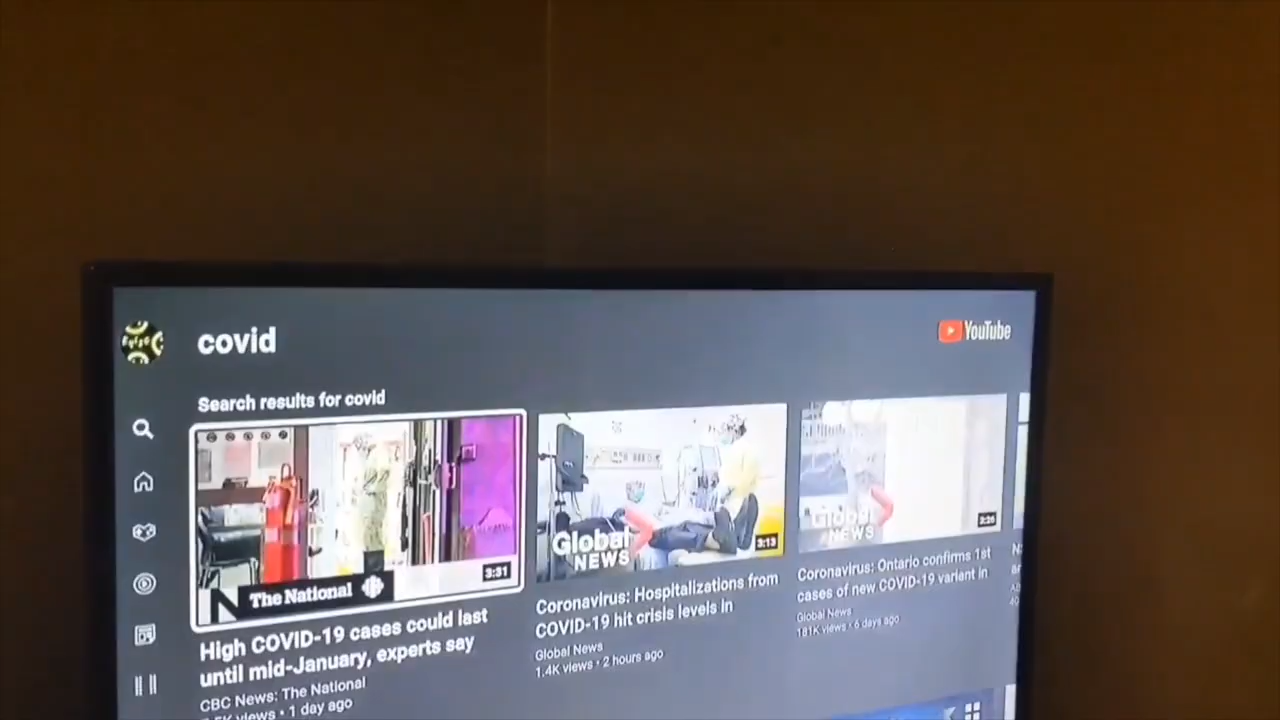 covid
YouTube
Search results for covid
The National
3:31
High COVID-19 cases could last
until mid-January, experts say
CBC News: The National
views • 1 day ago
Global
NEWS
3:13
Coronavirus: Hospitalizations from
COVID-19 hit crisis levels in
Global News
1.4K views • 2 hours ago
Global
NEWS
2:26
Coronavirus: Ontario confirms 1st
cases of new COVID-19 variant in
Global News
181K views • 6 days ago